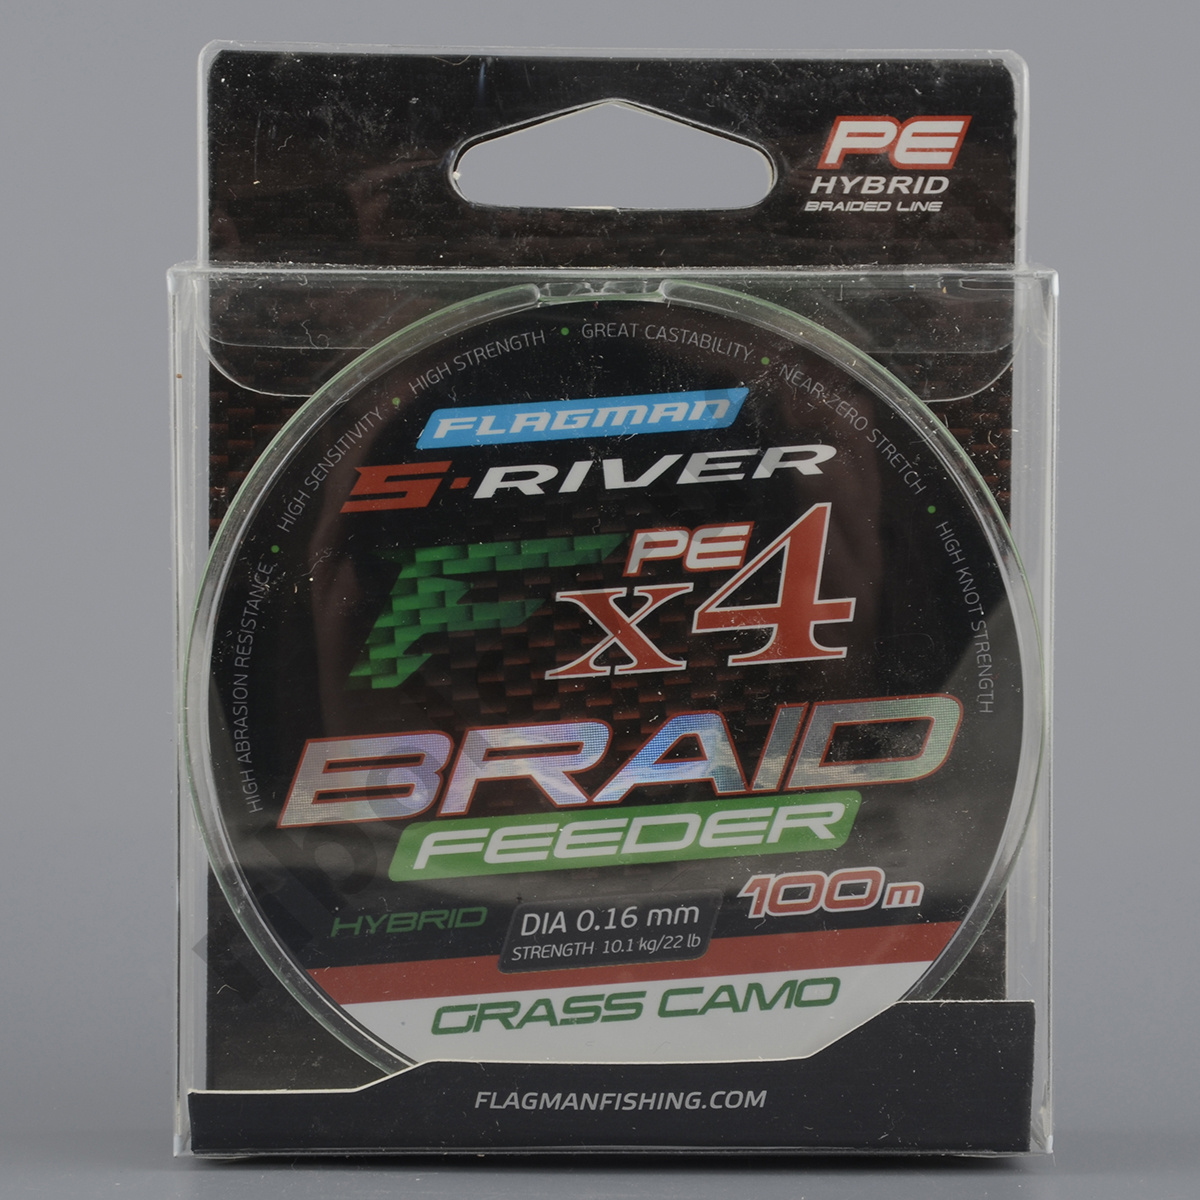 PE
HYBRID
BRAIDED LINE
HIGH ABRASION RESISTANCE • HIGH SENSITIVITY • HIGH STRENGTH • GREAT CASTABILITY • NEAR-ZERO STRETCH • HIGH KNOT STRENGTH
FLAGMAN
S-RIVER
F PE
x4
BRAID
FEEDER
100m
HYBRID
DIA 0.16 mm
STRENGTH 10.1 kg/22 lb
GRASS CAMO
FLAGMANFISHING.COM